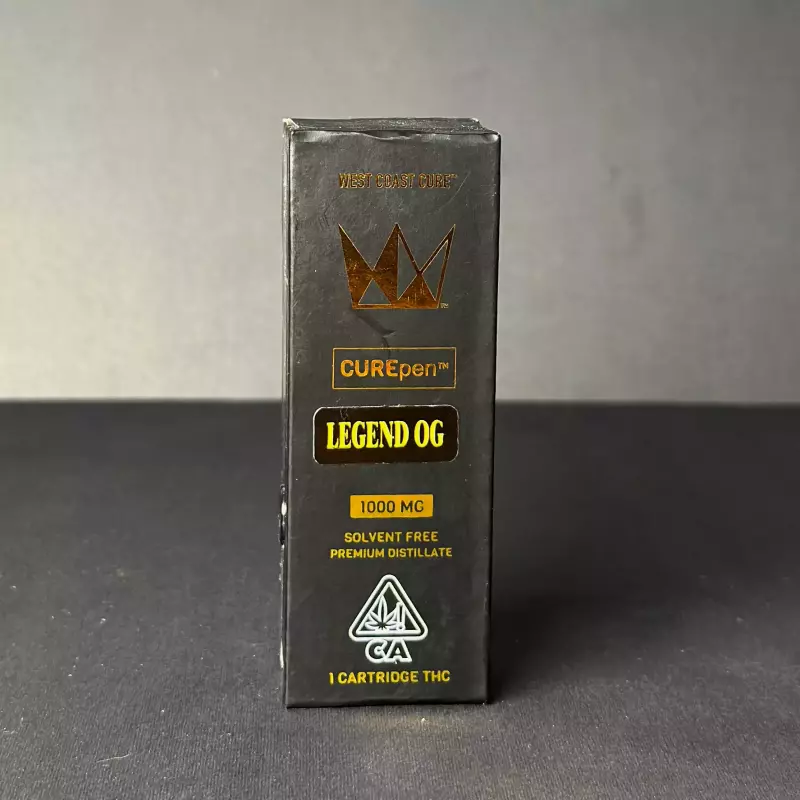 WEST COAST CURE™
CUREpen™
LEGEND OG
1000 MG
SOLVENT FREE
PREMIUM DISTILLATE
CA
1 CARTRIDGE THC